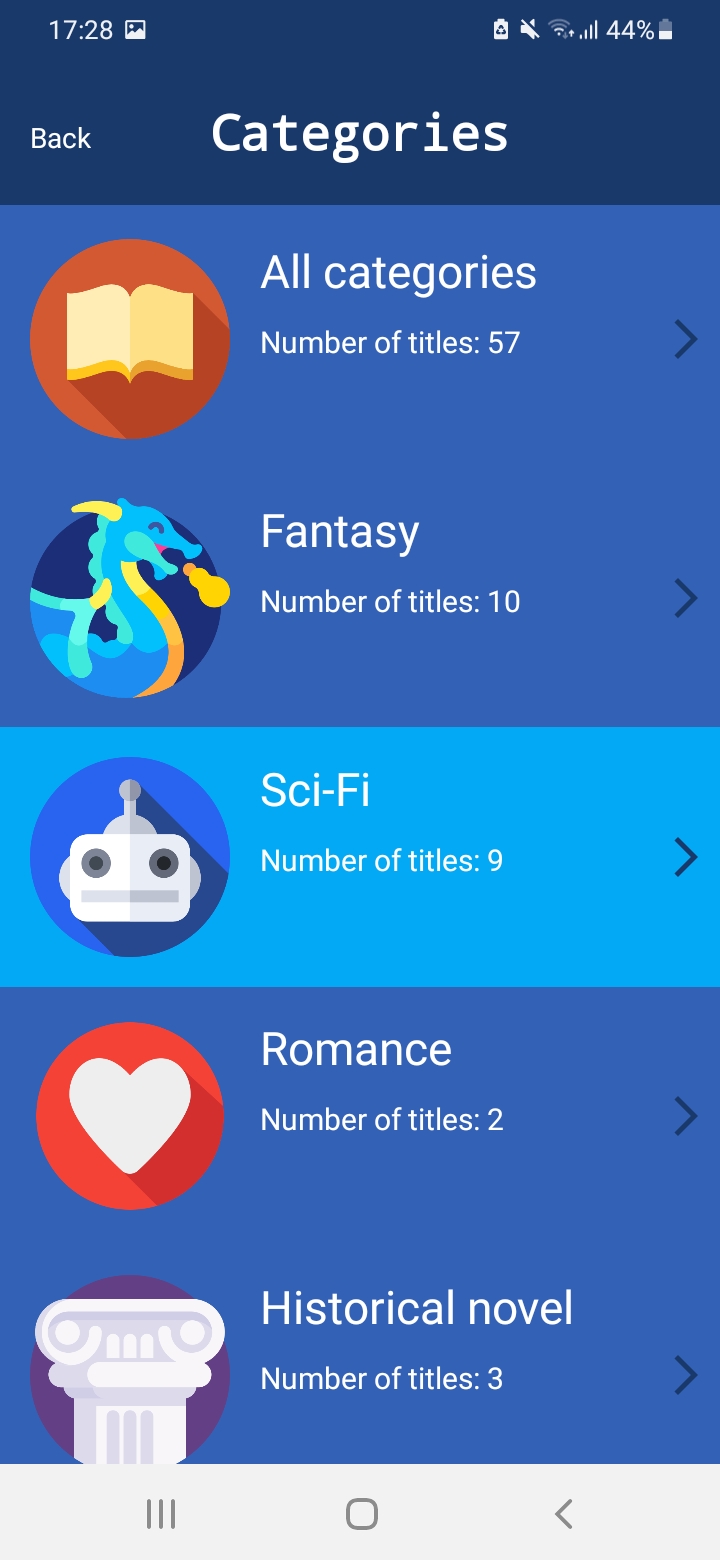 17:28 44%
Back Categories
All categories
Number of titles: 57
Fantasy
Number of titles: 10
Sci-Fi
Number of titles: 9
Romance
Number of titles: 2
Historical novel
Number of titles: 3